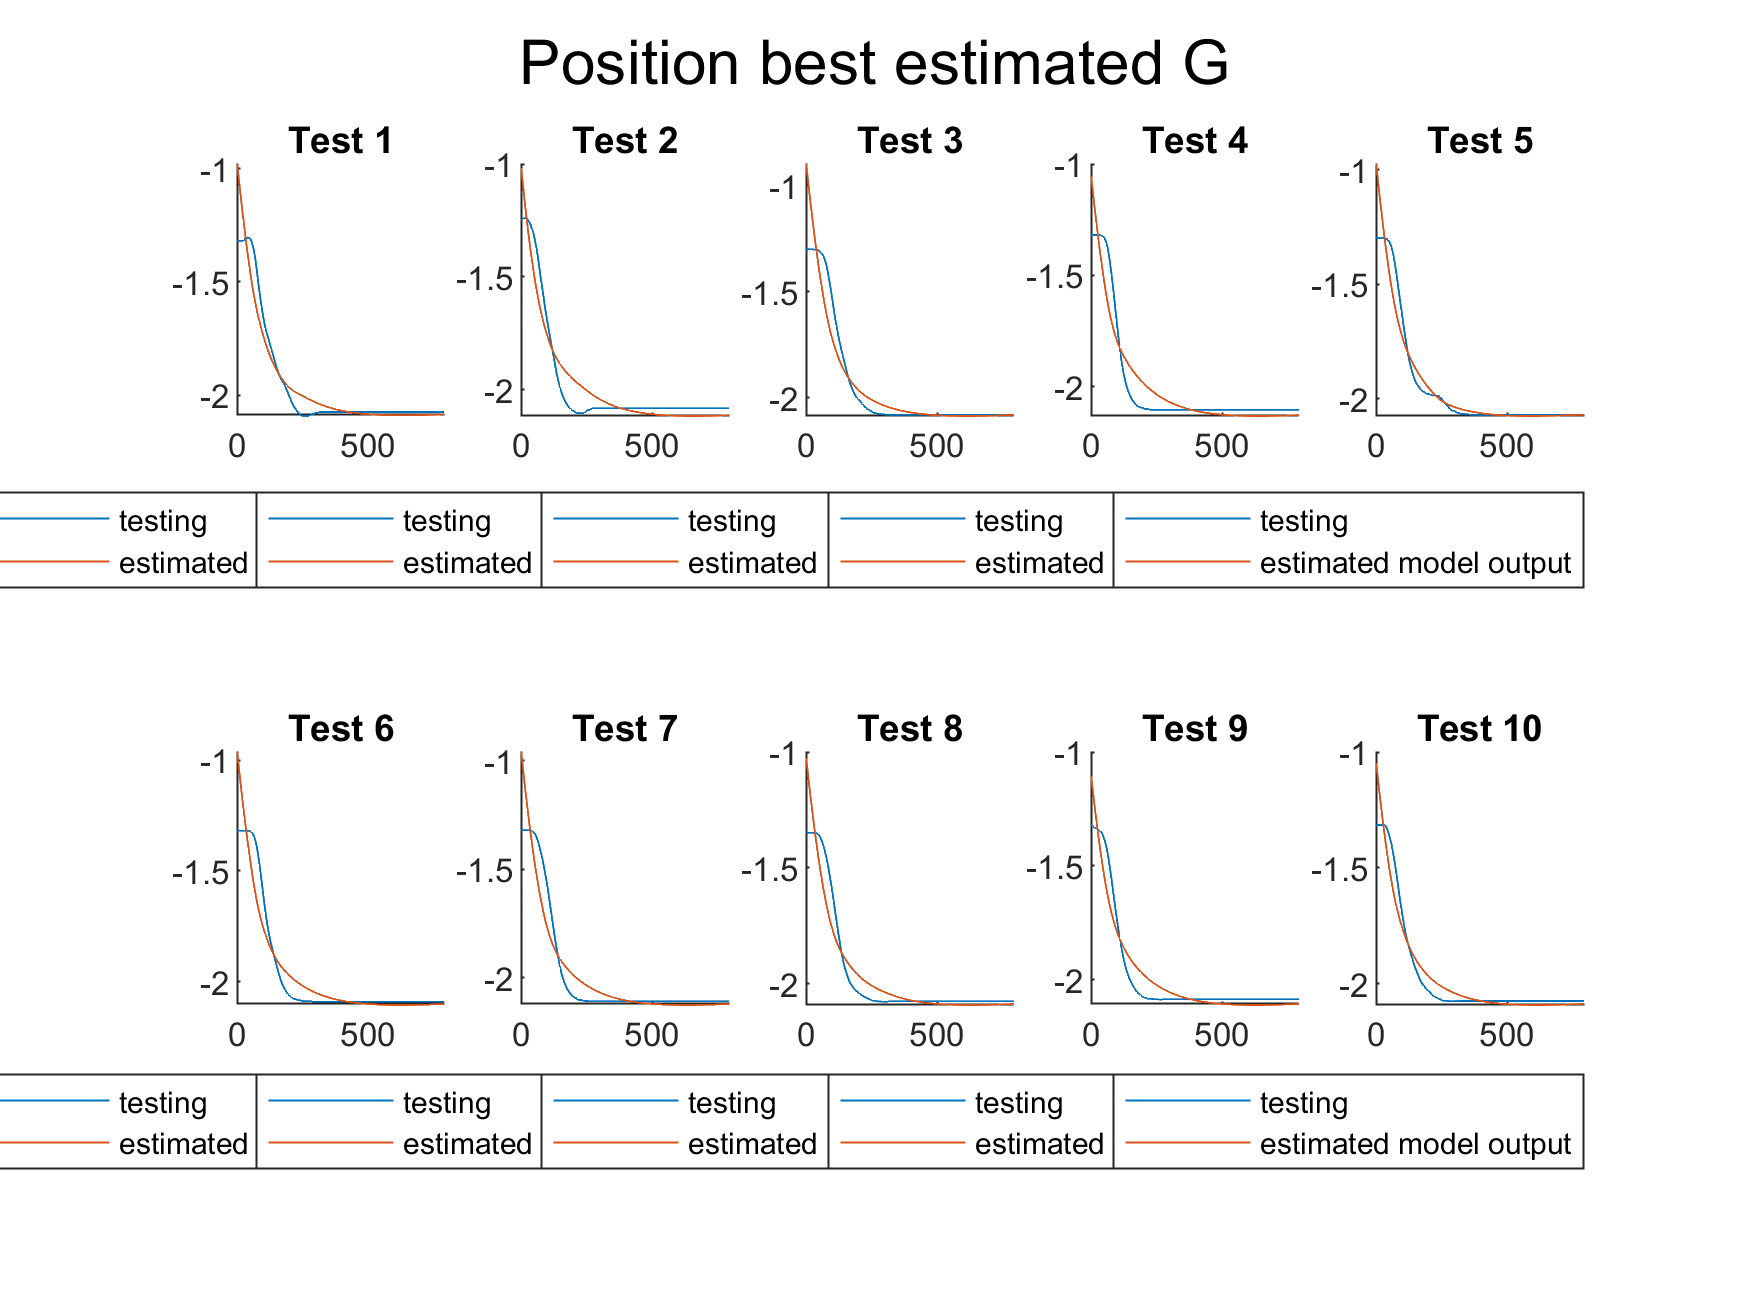 Position best estimated G
Test 1 Test 2 Test 3 Test 4 Test 5
-1 -1 -1 -1 -1
-1.5 -1.5 -1.5 -1.5 -1.5
-2 -2 -2 -2 -2
0 500 0 500 0 500 0 500 0 500
testing testing testing testing testing
estimated estimated estimated estimated estimated model output
Test 6 Test 7 Test 8 Test 9 Test 10
-1 -1 -1 -1 -1
-1.5 -1.5 -1.5 -1.5 -1.5
-2 -2 -2 -2 -2
0 500 0 500 0 500 0 500 0 500
testing testing testing testing testing
estimated estimated estimated estimated estimated model output